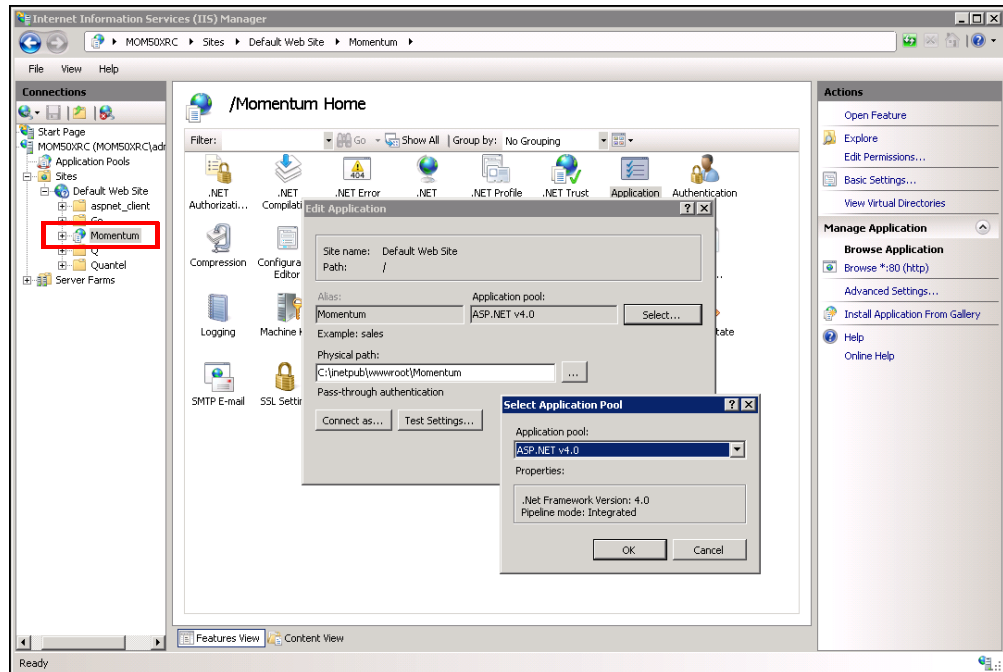 Internet Information Services (IIS) Manager
MOM50XRC Sites Default Web Site Momentum
File View Help
Connections
Start Page
MOM50XRC (MOM50XRC\adr
Application Pools
Sites
Default Web Site
aspnet_client
Go
Momentum
Q
Quantel
Server Farms
/Momentum Home
Filter: Go Show All Group by: No Grouping
.NET Authorizati...
.NET Compilati
.NET Error
.NET
.NET Profile
.NET Trust
Application
Authentication
Compression
Configura
Editor
Logging
Machine K
tate
SMTP E-mail
SSL Settir
404
Edit Application
Site name: Default Web Site
Path: /
Alias:
Application pool:
Momentum
ASP.NET v4.0
Select...
Example: sales
Physical path:
C:\inetpub\wwwroot\Momentum
...
Pass-through authentication
Connect as...
Test Settings...
Select Application Pool
Application pool:
ASP.NET v4.0
Properties:
.Net Framework Version: 4.0
Pipeline mode: Integrated
OK
Cancel
Features View
Content View
Actions
Open Feature
Explore
Edit Permissions...
Basic Settings...
View Virtual Directories
Manage Application
Browse Application
Browse *:80 (http)
Advanced Settings...
Install Application From Gallery
Help
Online Help
Ready